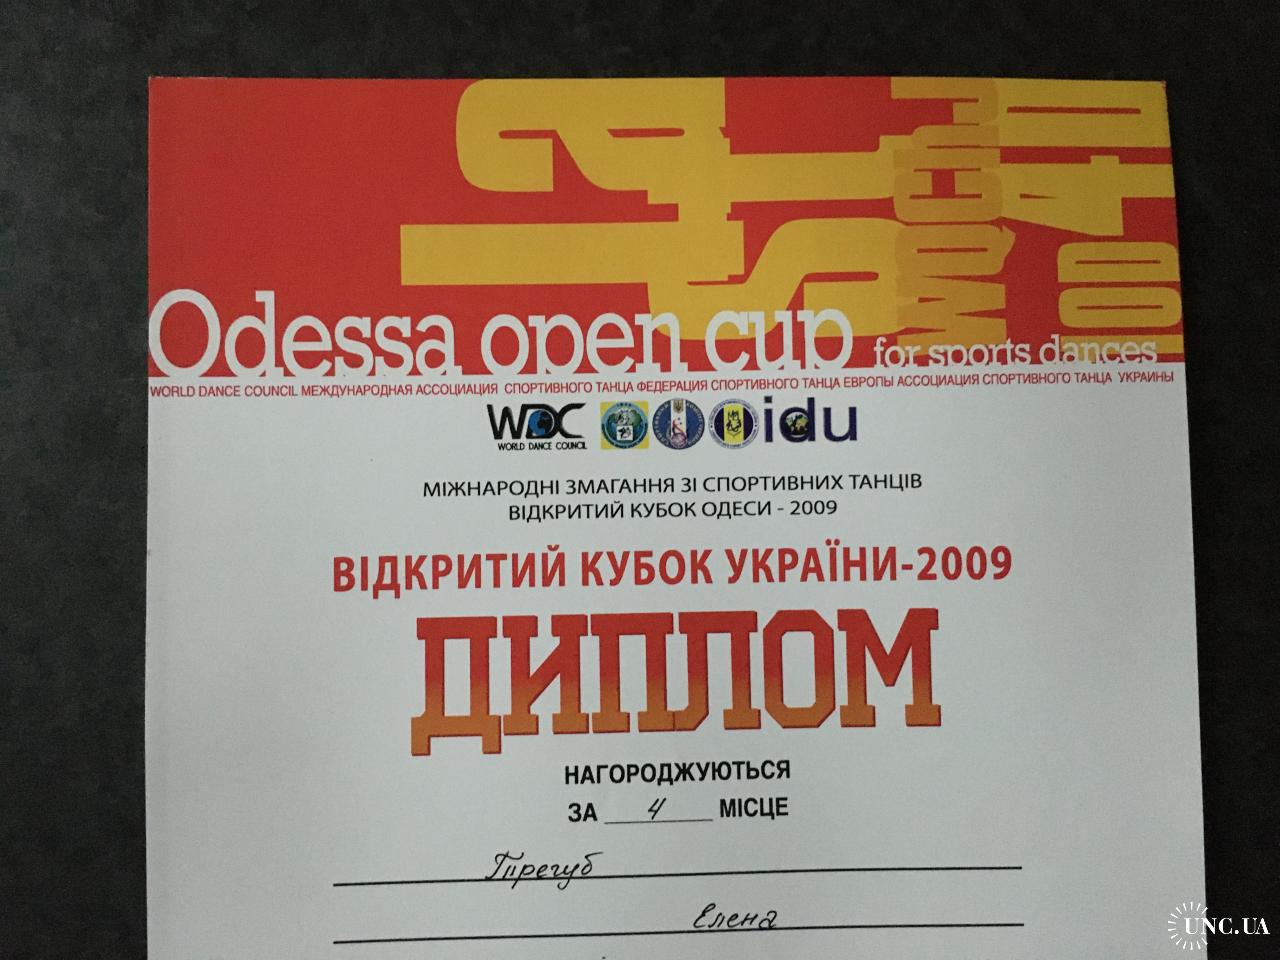 Odessa open cup for sports dances
WORLD DANCE COUNCIL МЕЖДУНАРОДНАЯ АССОЦИАЦИЯ СПОРТИВНОГО ТАНЦА ФЕДЕРАЦИЯ СПОРТИВНОГО ТАНЦА ЕВРОПЫ АССОЦИАЦИЯ СПОРТИВНОГО ТАНЦА УКРАИНЫ
WDC idu
WORLD DANCE COUNCIL
МІЖНАРОДНІ ЗМАГАННЯ ЗІ СПОРТИВНИХ ТАНЦІВ
ВІДКРИТИЙ КУБОК ОДЕСИ - 2009
ВІДКРИТИЙ КУБОК УКРАЇНИ-2009
ДИПЛОМ
НАГОРОДЖУЮТЬСЯ
ЗА 4 МІСЦЕ
Трегуб
Елена
UNC.UA